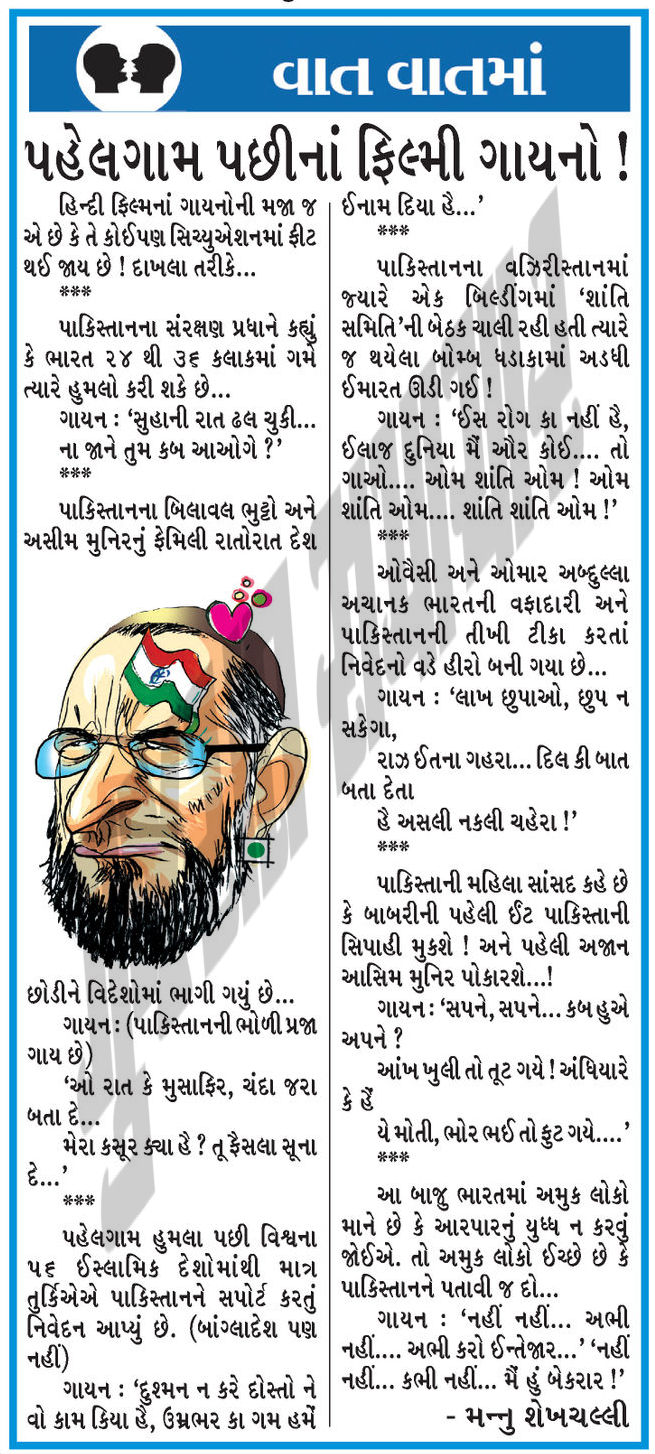 વાત વાતમાં
પહેલગામ પછીનાં ફિલ્મી ગાયનો !
હિન્દી ફિલ્મનાં ગાયનોની મજા જ
એ છે કે તે કોઈપણ સિચ્યુએશનમાં ફીટ
થઈ જાય છે ! દાખલા તરીકે...
***
પાકિસ્તાનના સંરક્ષણ પ્રધાને કહ્યું
કે ભારત ૨૪ થી ૩૬ કલાકમાં ગમે
ત્યારે હુમલો કરી શકે છે...
ગાયન : ‘સુહાની રાત ઢલ ચુકી...
ના જાને તુમ કબ આઓગે ?’
***
પાકિસ્તાનના બિલાવલ ભુટ્ટો અને
અસીમ મુનિરનું ફેમિલી રાતોરાત દેશ
છોડીને વિદેશોમાં ભાગી ગયું છે...
ગાયન: (પાકિસ્તાનની ભોળી પ્રજા
ગાય છે)
‘ઓ રાત કે મુસાફિર, ચંદા જરા
બતા દે...
મેરા કસૂર ક્યા હૈ ? તૂ ફૈસલા સૂના
દે...’
***
પહેલગામ હુમલા પછી વિશ્વના
૫૬ ઈસ્લામિક દેશોમાંથી માત્ર
તુર્કિએએ પાકિસ્તાનને સપોર્ટ કરતું
નિવેદન આપ્યું છે. (બાંગ્લાદેશ પણ
નહીં)
ગાયન : ‘દુશ્મન ન કરે દોસ્તો ને
વો કામ કિયા હૈ, ઉમ્રભર કા ગમ હમેં
ઈનામ દિયા હૈ...’
***
પાકિસ્તાનના વઝિરીસ્તાનમાં
જ્યારે એક બિલ્ડીંગમાં ‘શાંતિ
સમિતિ’ની બેઠક ચાલી રહી હતી ત્યારે
જ થયેલા બોમ્બ ધડાકામાં અડધી
ઈમારત ઊડી ગઈ !
ગાયન : ‘ઈસ રોગ કા નહીં હૈ,
ઈલાજ દુનિયા મૈં ઔર કોઈ.... તો
ગાઓ.... ઓમ શાંતિ ઓમ ! ઓમ
શાંતિ ઓમ.... શાંતિ શાંતિ ઓમ !’
***
ઓવૈસી અને ઓમાર અબ્દુલ્લા
અચાનક ભારતની વફાદારી અને
પાકિસ્તાનની તીખી ટીકા કરતાં
નિવેદનો વડે હીરો બની ગયા છે...
ગાયન : ‘લાખ છુપાઓ, છુપ ન
સકેગા,
રાઝ ઈતના ગહરા... દિલ કી બાત
બતા દેતા
હૈ અસલી નકલી ચહેરા !’
***
પાકિસ્તાની મહિલા સાંસદ કહે છે
કે બાબરીની પહેલી ઈંટ પાકિસ્તાની
સિપાહી મુકશે ! અને પહેલી અજાન
આસિમ મુનિર પોકારશે...!
ગાયન: ‘સપને, સપને... કબ હુએ
અપને ?
આંખ ખુલી તો તૂટ ગયે ! અંધિયારે
કે હૈં
યે મોતી, ભોર ભઈ તો ફુટ ગયે....’
***
આ બાજુ ભારતમાં અમુક લોકો
માને છે કે આરપારનું યુધ્ધ ન કરવું
જોઈએ. તો અમુક લોકો ઈચ્છે છે કે
પાકિસ્તાનને પતાવી જ દો...
ગાયન : ‘નહીં નહીં... અભી
નહીં.... અભી કરો ઈન્તેજાર...’ ‘નહીં
નહીં... કભી નહીં... મૈં હું બેકરાર !’
- મન્નુ શેખચલ્લી